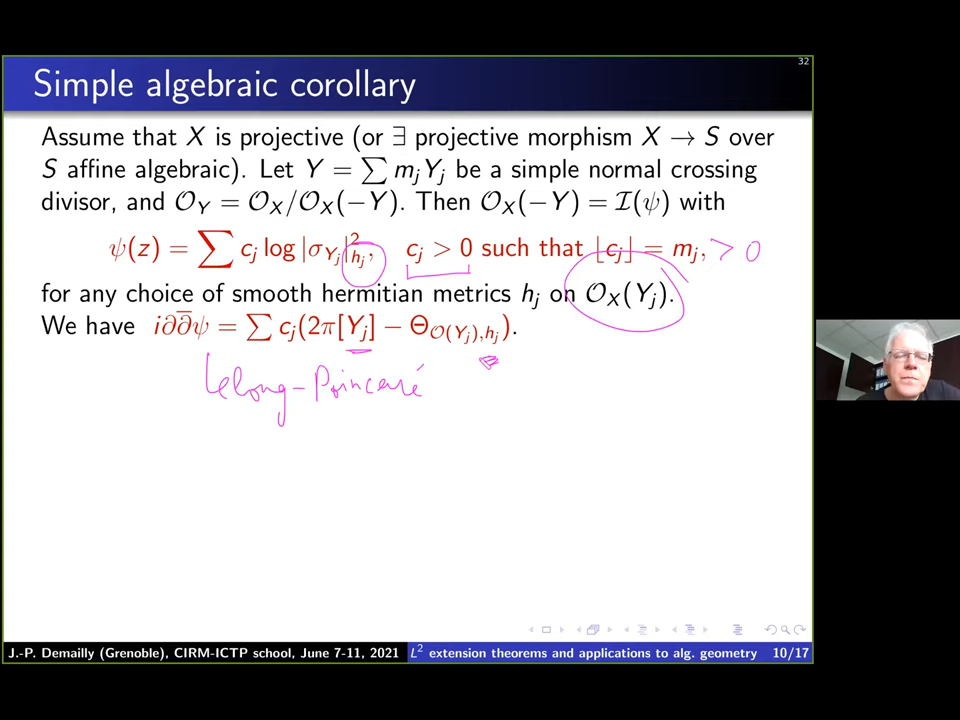 32
Simple algebraic corollary
Assume that X is projective (or ∃ projective morphism X → S over
S affine algebraic). Let Y = ∑ m_j Y_j be a simple normal crossing
divisor, and 𝒪_Y = 𝒪_X/𝒪_X(−Y). Then 𝒪_X(−Y) = ℐ(ψ) with
ψ(z) = ∑ c_j log |σ_{Y_j}|²_{h_j}, c_j > 0 such that ⌊c_j⌋ = m_j, > 0
for any choice of smooth hermitian metrics h_j on 𝒪_X(Y_j).
We have i∂∂̄ψ = ∑ c_j(2π[Y_j] − Θ_{𝒪(Y_j),h_j}).
Lelong-Poincaré
J.-P. Demailly (Grenoble), CIRM-ICTP school, June 7-11, 2021 L² extension theorems and applications to alg. geometry 10/17